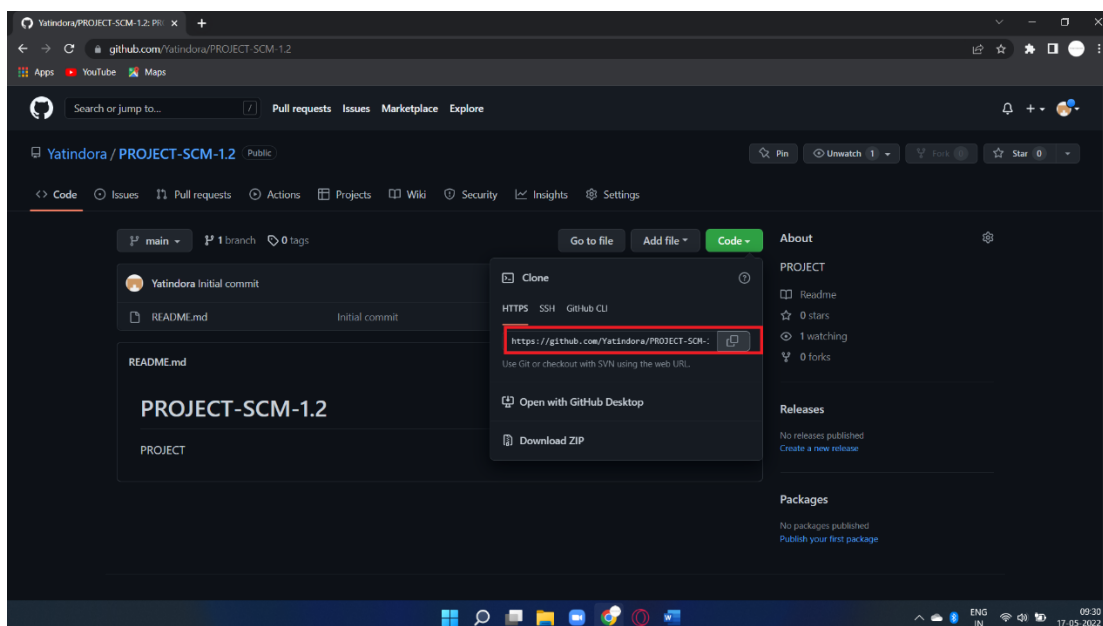 Yatindora/PROJECT-SCM-1.2: PR
github.com/Yatindora/PROJECT-SCM-1.2
Apps YouTube Maps
Search or jump to... / Pull requests Issues Marketplace Explore
Yatindora / PROJECT-SCM-1.2 Public
Pin Unwatch 1 Fork 0 Star 0
Code Issues Pull requests Actions Projects Wiki Security Insights Settings
main 1 branch 0 tags Go to file Add file Code
Yatindora Initial commit
README.md Initial commit
README.md
PROJECT-SCM-1.2
PROJECT
Clone
HTTPS SSH GitHub CLI
https://github.com/Yatindora/PROJECT-SCM-
Use Git or checkout with SVN using the web URL.
Open with GitHub Desktop
Download ZIP
About
PROJECT
Readme
0 stars
1 watching
0 forks
Releases
No releases published
Create a new release
Packages
No packages published
Publish your first package
ENG
IN
09:30
17-05-2022